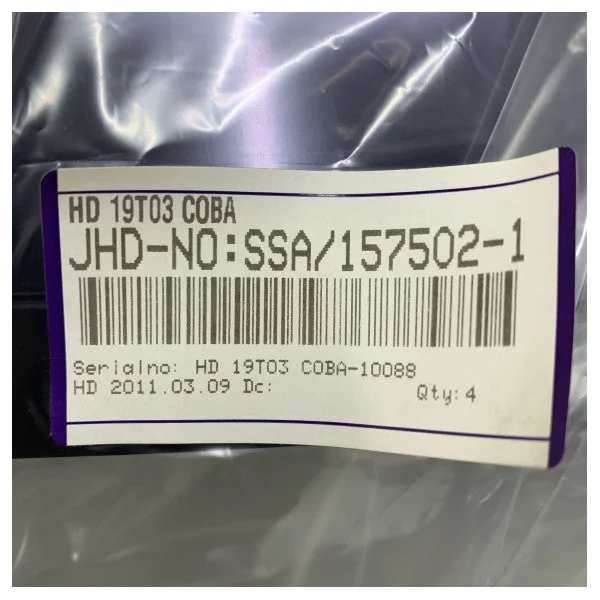 HD 19T03 COBA
JHD-NO:SSA/157502-1
Serialno: HD 19T03 COBA-10088
HD 2011.03.09 Dc:
Qty:4